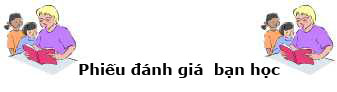 Phiếu đánh giá bạn học